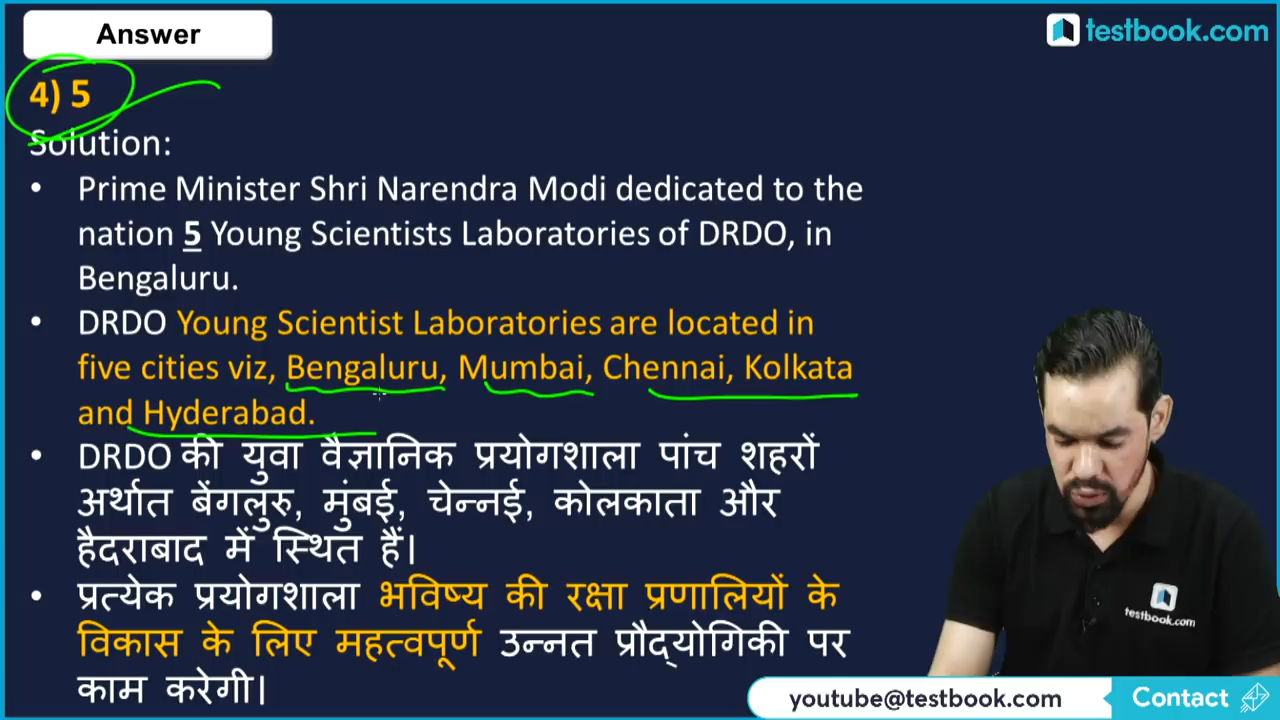 Answer
testbook.com
4) 5
Solution:
• Prime Minister Shri Narendra Modi dedicated to the
nation 5 Young Scientists Laboratories of DRDO, in
Bengaluru.
• DRDO Young Scientist Laboratories are located in
five cities viz, Bengaluru, Mumbai, Chennai, Kolkata
and Hyderabad.
• DRDO की युवा वैज्ञानिक प्रयोगशाला पांच शहरों
अर्थात बेंगलुरु, मुंबई, चेन्नई, कोलकाता और
हैदराबाद में स्थित हैं।
• प्रत्येक प्रयोगशाला भविष्य की रक्षा प्रणालियों के
विकास के लिए महत्वपूर्ण उन्नत प्रौद्योगिकी पर
काम करेगी।
testbook.com
youtube@testbook.com
Contact